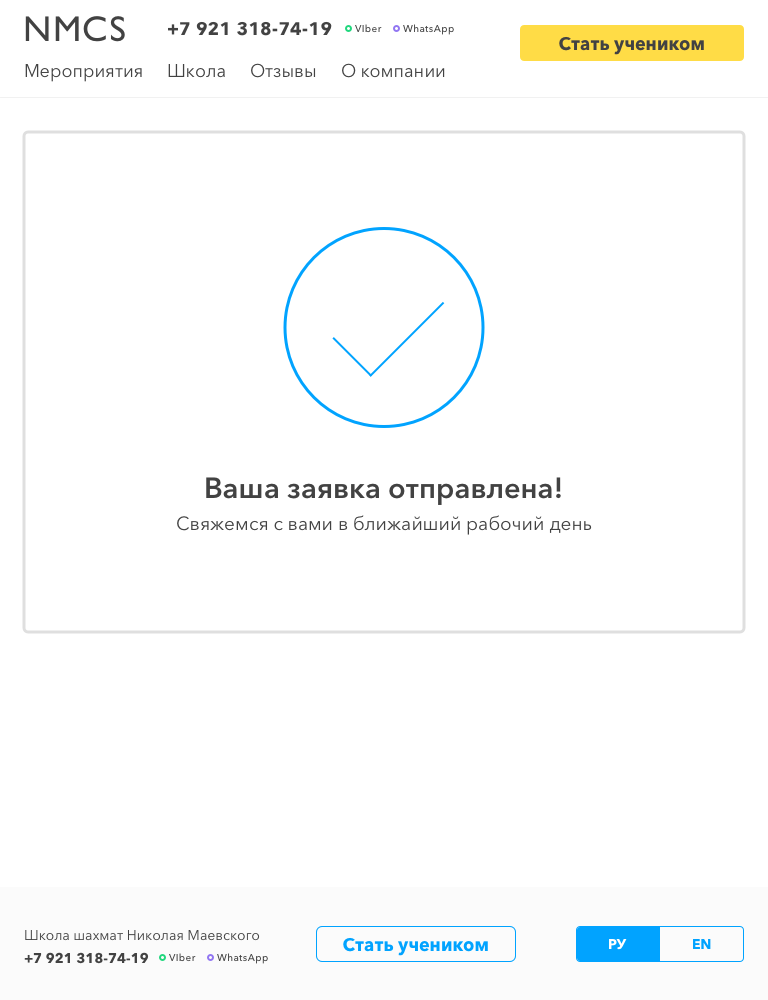 NMCS
+7 921 318-74-19 VIber WhatsApp
Стать учеником
Мероприятия Школа Отзывы О компании
Ваша заявка отправлена!
Свяжемся с вами в ближайший рабочий день
Школа шахмат Николая Маевского
+7 921 318-74-19 VIber WhatsApp
Стать учеником
РУ EN